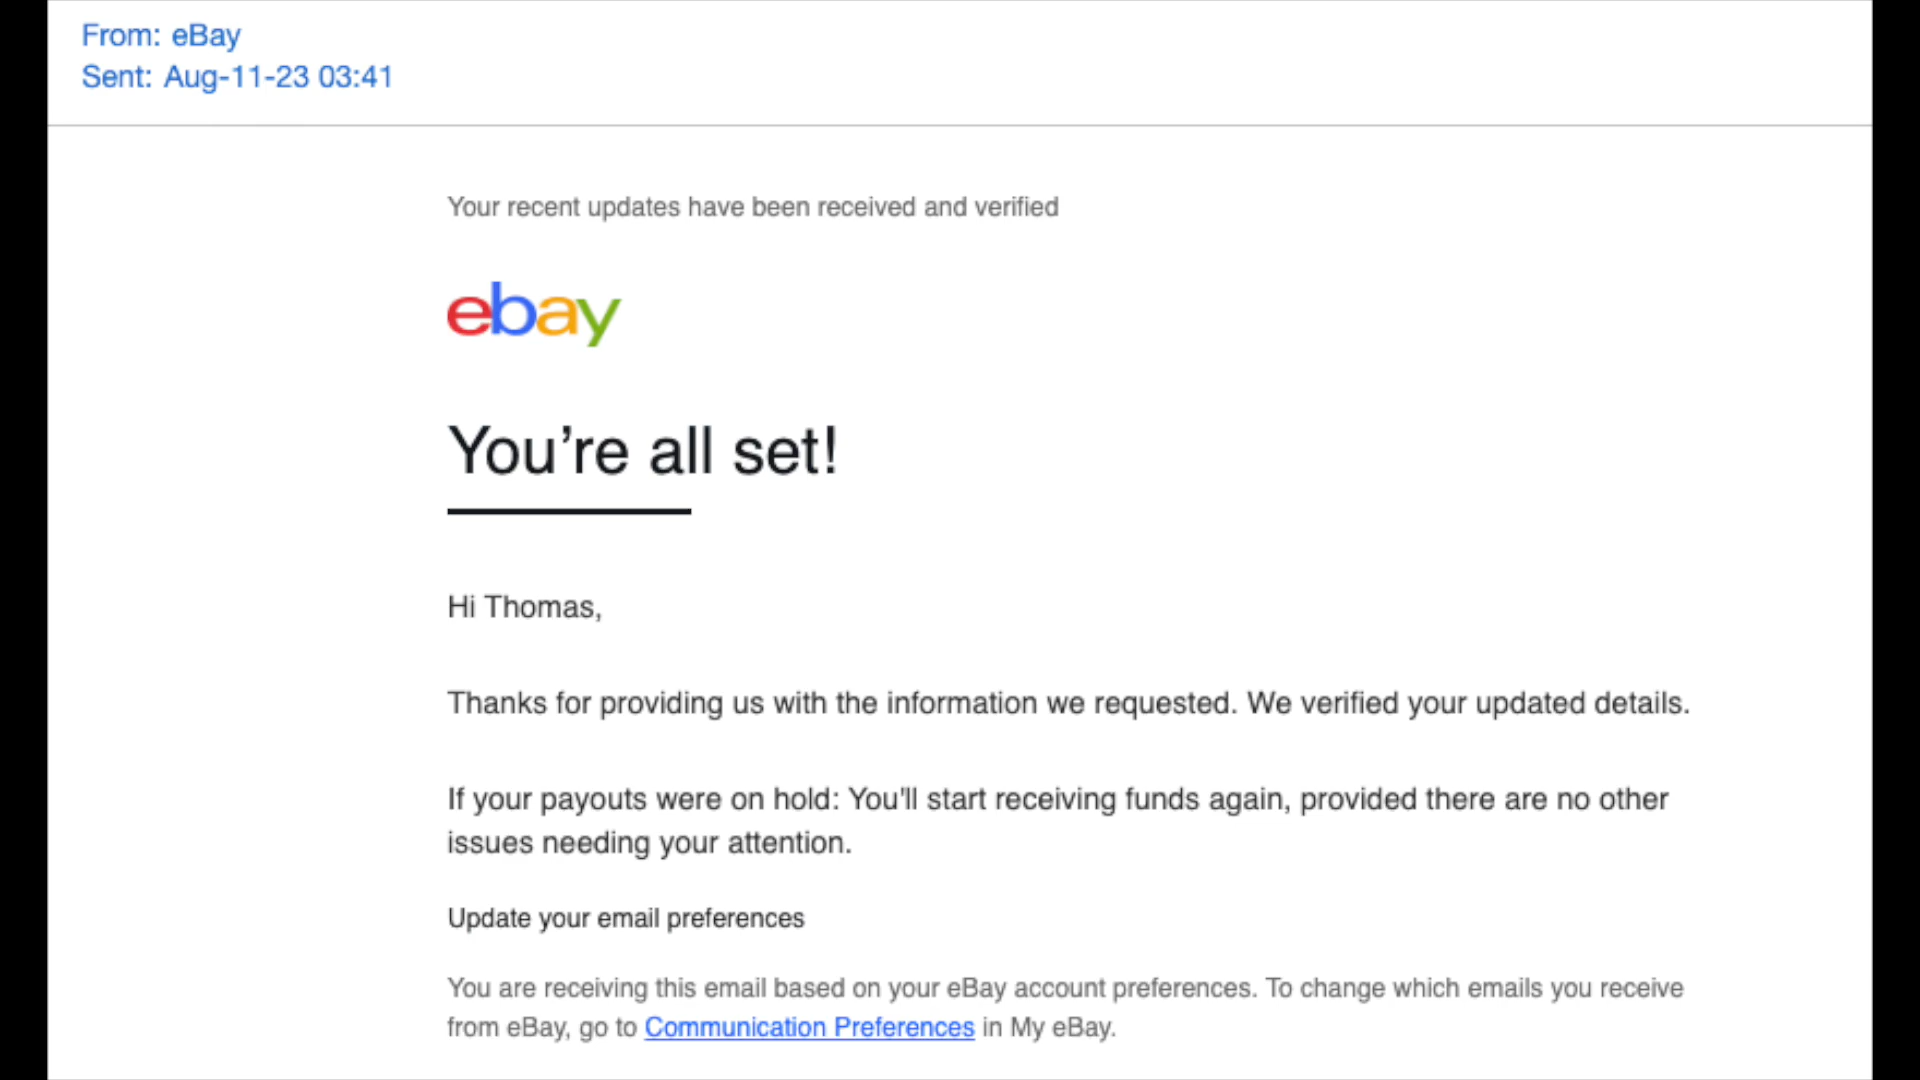 From: eBay
Sent: Aug-11-23 03:41
Your recent updates have been received and verified
ebay
You’re all set!
Hi Thomas,
Thanks for providing us with the information we requested. We verified your updated details.
If your payouts were on hold: You'll start receiving funds again, provided there are no other
issues needing your attention.
Update your email preferences
You are receiving this email based on your eBay account preferences. To change which emails you receive
from eBay, go to Communication Preferences in My eBay.